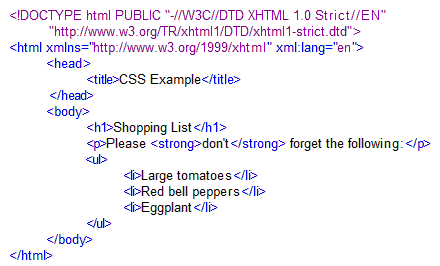 <!DOCTYPE html PUBLIC "-//W3C//DTD XHTML 1.0 Strict//EN"
"http://www.w3.org/TR/xhtml1/DTD/xhtml1-strict.dtd">
<html xmlns="http://www.w3.org/1999/xhtml" xml:lang="en">
<head>
<title>CSS Example</title>
</head>
<body>
<h1>Shopping List</h1>
<p>Please <strong>don't</strong> forget the following:</p>
<ul>
<li>Large tomatoes</li>
<li>Red bell peppers</li>
<li>Eggplant</li>
</ul>
</body>
</html>